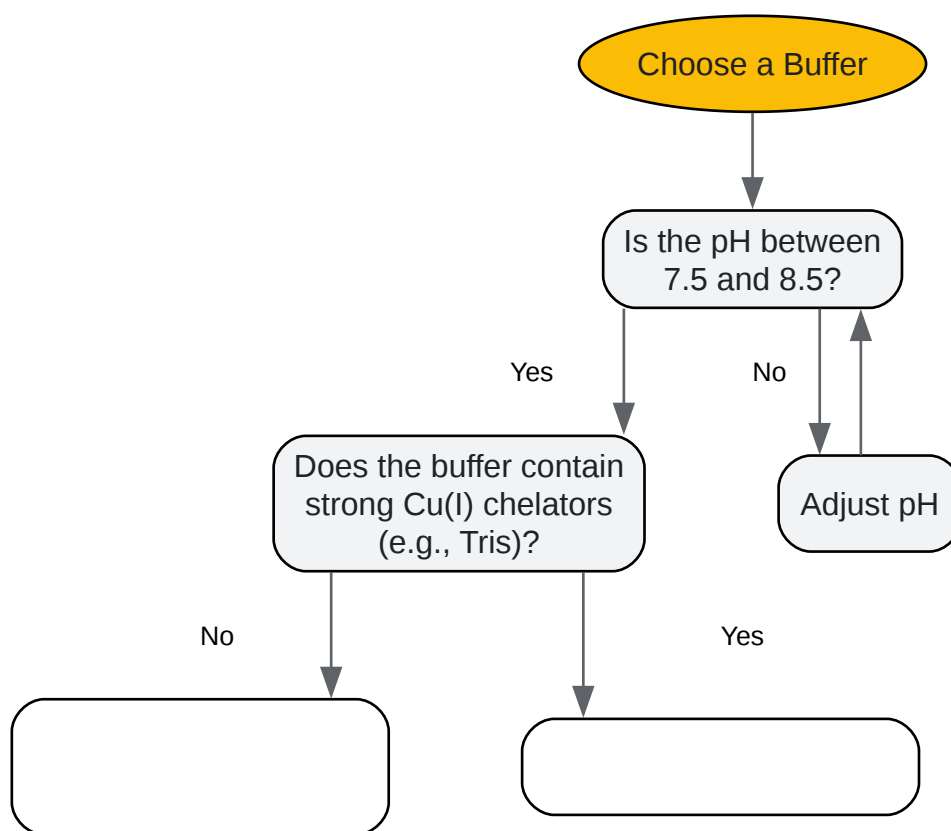 Choose a Buffer
Is the pH between
7.5 and 8.5?
Yes
No
Does the buffer contain
strong Cu(I) chelators
(e.g., Tris)?
Adjust pH
No
Yes